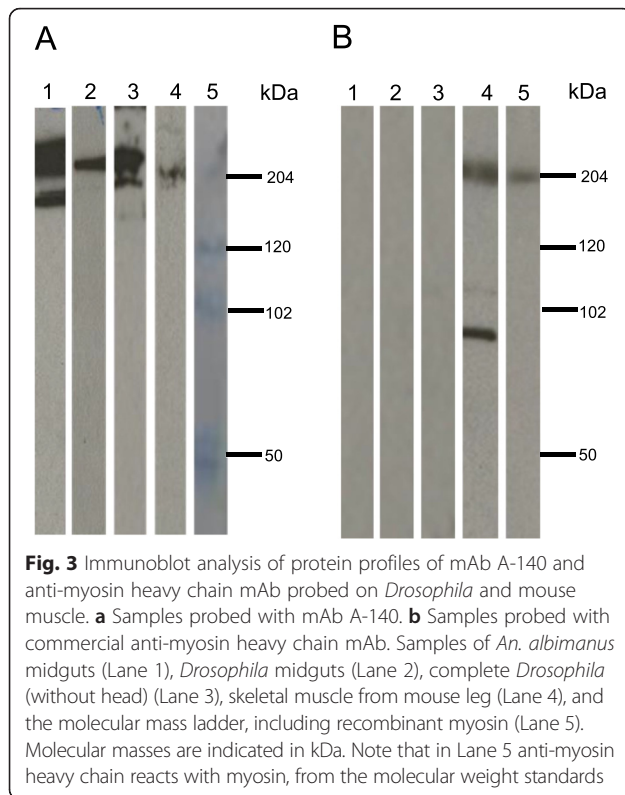 A
B
1 2 3 4 5 kDa
1 2 3 4 5 kDa
204
120
102
50
204
120
102
50
Fig. 3 Immunoblot analysis of protein profiles of mAb A-140 and
anti-myosin heavy chain mAb probed on Drosophila and mouse
muscle. a Samples probed with mAb A-140. b Samples probed with
commercial anti-myosin heavy chain mAb. Samples of An. albimanus
midguts (Lane 1), Drosophila midguts (Lane 2), complete Drosophila
(without head) (Lane 3), skeletal muscle from mouse leg (Lane 4), and
the molecular mass ladder, including recombinant myosin (Lane 5).
Molecular masses are indicated in kDa. Note that in Lane 5 anti-myosin
heavy chain reacts with myosin, from the molecular weight standards